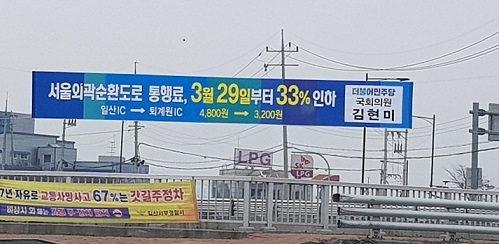 서울외곽순환도로 통행료, 3월 29일부터 33% 인하
일산IC → 퇴계원IC 4,800원 → 3,200원
더불어민주당
국회의원
김현미
LPG
SK
LPG
7년 자유로 교통사망사고 67%는 갓길주정차
일산서부경찰서